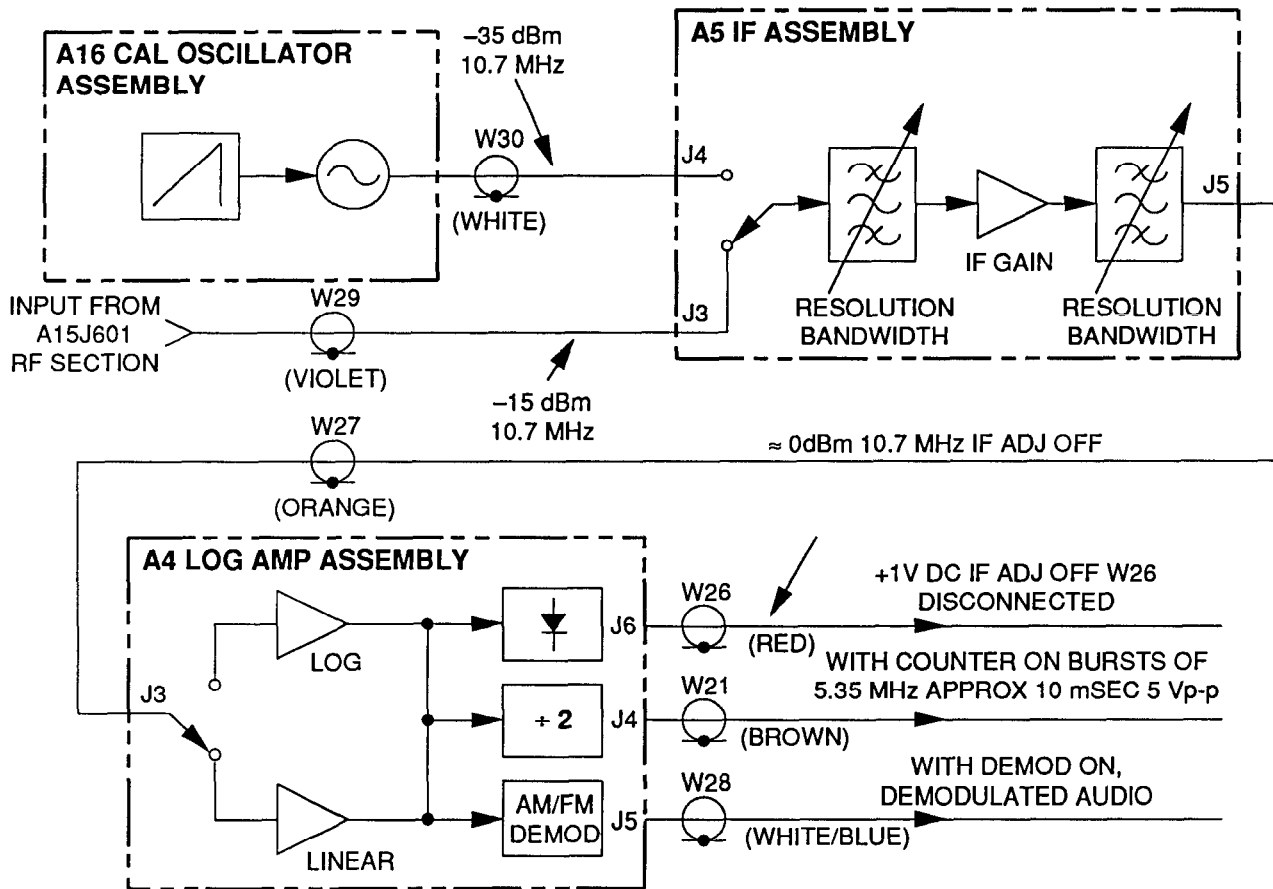 A16 CAL OSCILLATOR
ASSEMBLY
–35 dBm
10.7 MHz
W30
(WHITE)
A5 IF ASSEMBLY
J4
J3
RESOLUTION
BANDWIDTH
IF GAIN
RESOLUTION
BANDWIDTH
J5
INPUT FROM
A15J601
RF SECTION
W29
(VIOLET)
–15 dBm
10.7 MHz
W27
(ORANGE)
≈ 0dBm 10.7 MHz IF ADJ OFF
A4 LOG AMP ASSEMBLY
J3
LOG
LINEAR
J6
÷ 2
J4
AM/FM
DEMOD
J5
W26
(RED)
+1V DC IF ADJ OFF W26
DISCONNECTED
W21
(BROWN)
WITH COUNTER ON BURSTS OF
5.35 MHz APPROX 10 mSEC 5 Vp-p
W28
(WHITE/BLUE)
WITH DEMOD ON,
DEMODULATED AUDIO